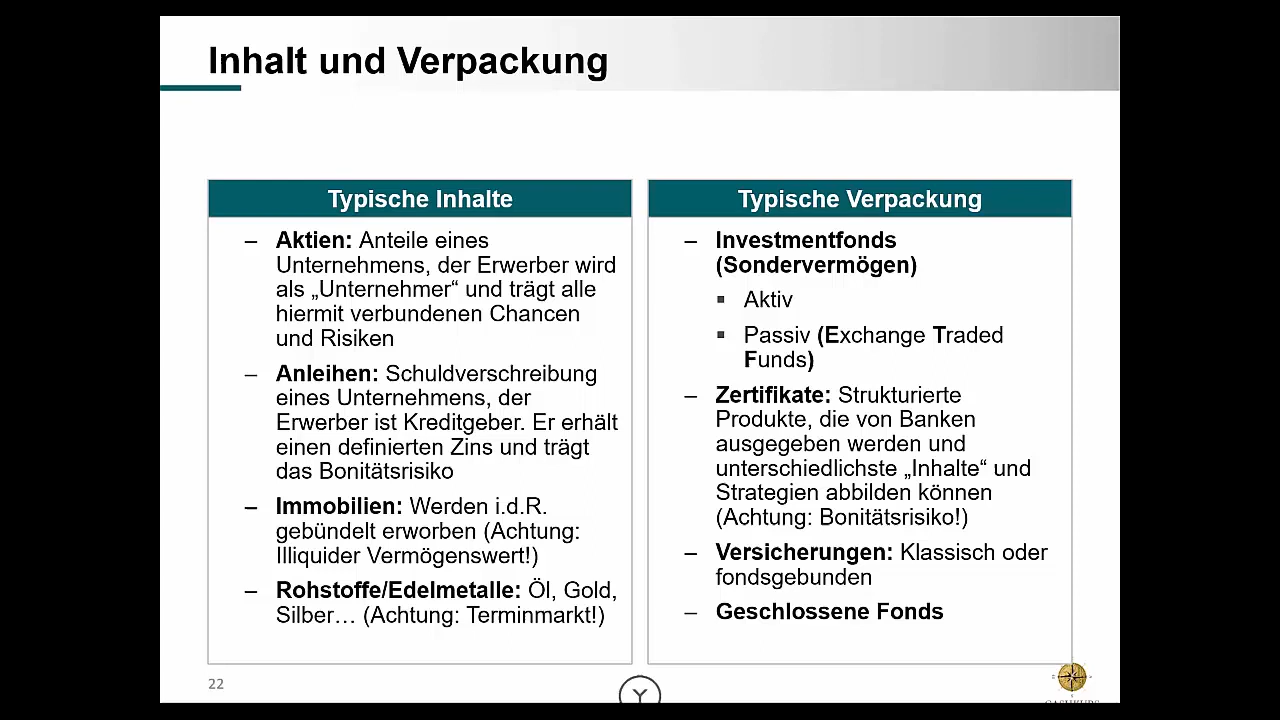 Inhalt und Verpackung
Typische Inhalte
– Aktien: Anteile eines
Unternehmens, der Erwerber wird
als „Unternehmer“ und trägt alle
hiermit verbundenen Chancen
und Risiken
– Anleihen: Schuldverschreibung
eines Unternehmens, der
Erwerber ist Kreditgeber. Er erhält
einen definierten Zins und trägt
das Bonitätsrisiko
– Immobilien: Werden i.d.R.
gebündelt erworben (Achtung:
Illiquider Vermögenswert!)
– Rohstoffe/Edelmetalle: Öl, Gold,
Silber… (Achtung: Terminmarkt!)
Typische Verpackung
– Investmentfonds
(Sondervermögen)
▪ Aktiv
▪ Passiv (Exchange Traded
Funds)
– Zertifikate: Strukturierte
Produkte, die von Banken
ausgegeben werden und
unterschiedlichste „Inhalte“ und
Strategien abbilden können
(Achtung: Bonitätsrisiko!)
– Versicherungen: Klassisch oder
fondsgebunden
– Geschlossene Fonds
22
Y